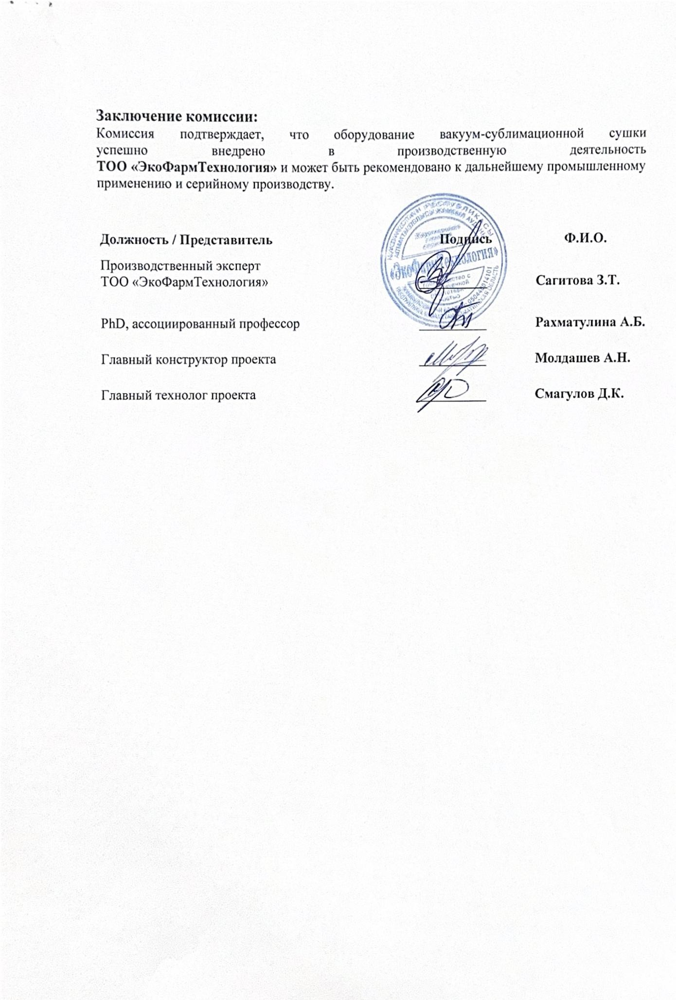 Заключение комиссии:
Комиссия подтверждает, что оборудование вакуум-сублимационной сушки
успешно внедрено в производственную деятельность
ТОО «ЭкоФармТехнология» и может быть рекомендовано к дальнейшему промышленному
применению и серийному производству.
Должность / Представитель Подпись Ф.И.О.
Производственный эксперт
ТОО «ЭкоФармТехнология» Сагитова З.Т.
PhD, ассоциированный профессор Рахматулина А.Б.
Главный конструктор проекта Молдашев А.Н.
Главный технолог проекта Смагулов Д.К.
«ЭкоФармТехнология»